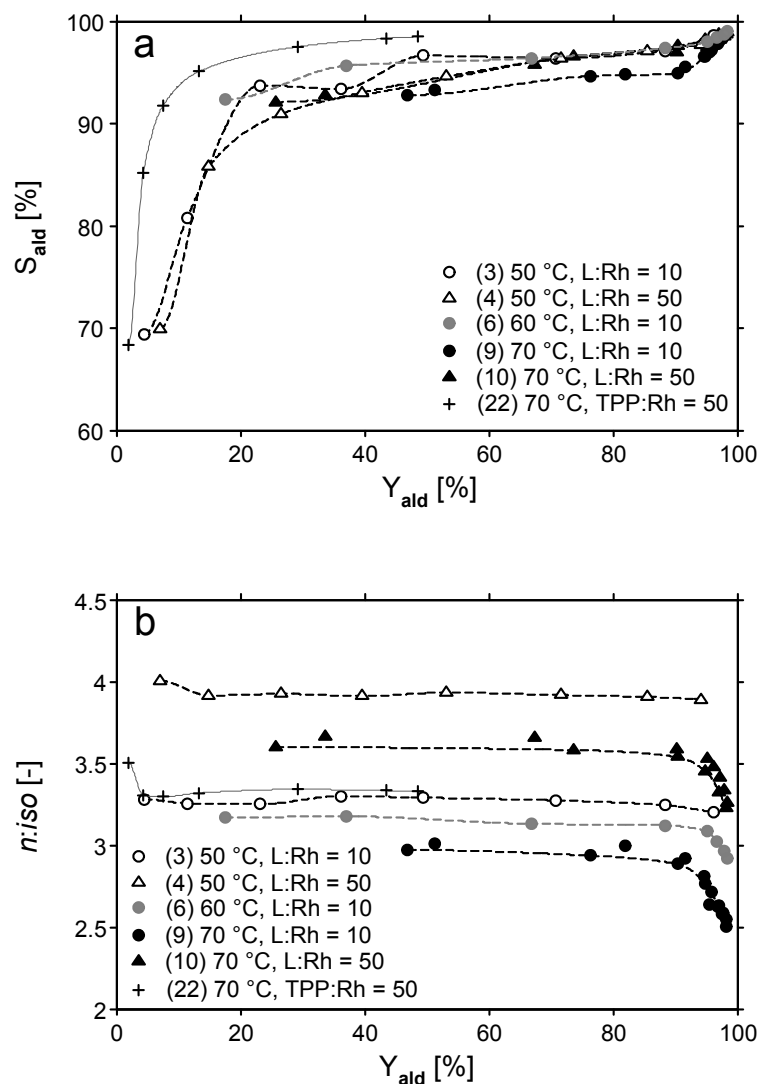 100
a
90
80
70
60
S_ald [%]
(3) 50 °C, L:Rh = 10
(4) 50 °C, L:Rh = 50
(6) 60 °C, L:Rh = 10
(9) 70 °C, L:Rh = 10
(10) 70 °C, L:Rh = 50
(22) 70 °C, TPP:Rh = 50
0 20 40 60 80 100
Y_ald [%]
4.5
b
4
3.5
3
2.5
2
n:iso [-]
(3) 50 °C, L:Rh = 10
(4) 50 °C, L:Rh = 50
(6) 60 °C, L:Rh = 10
(9) 70 °C, L:Rh = 10
(10) 70 °C, L:Rh = 50
(22) 70 °C, TPP:Rh = 50
0 20 40 60 80 100
Y_ald [%]